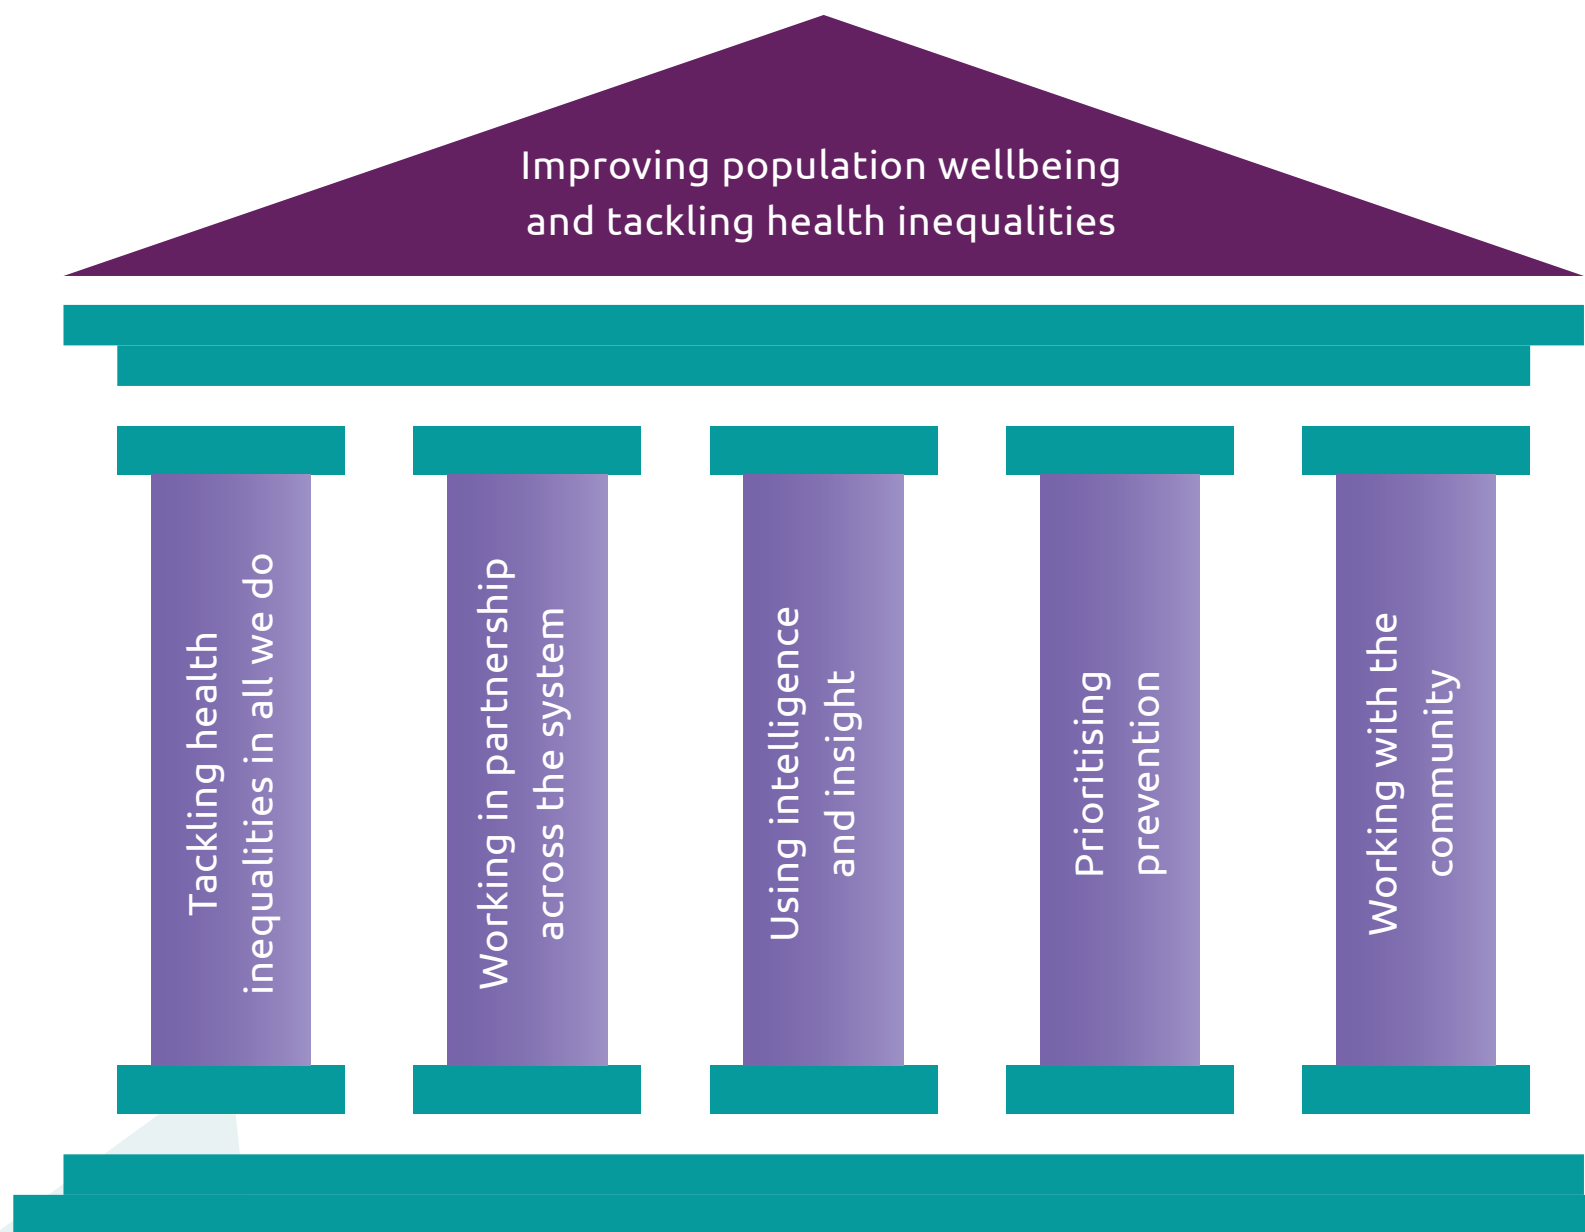 Improving population wellbeing
and tackling health inequalities
Tackling health
inequalities in all we do
Working in partnership
across the system
Using intelligence
and insight
Prioritising
prevention
Working with the
community